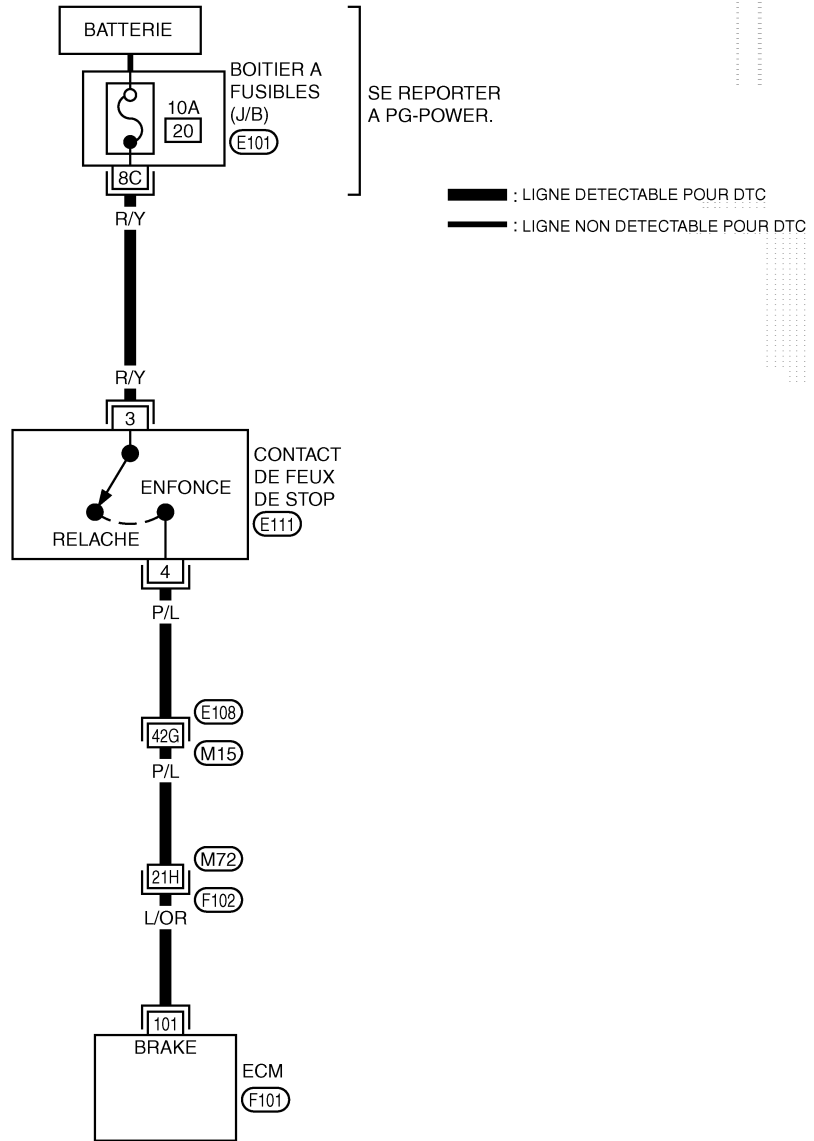 BATTERIE
BOITIER A
FUSIBLES
(J/B)
E101
10A
20
8C
SE REPORTER
A PG-POWER.
R/Y
: LIGNE DETECTABLE POUR DTC
: LIGNE NON DETECTABLE POUR DTC
R/Y
3
CONTACT
DE FEUX
DE STOP
E111
ENFONCE
RELACHE
4
P/L
E108
42G
M15
P/L
M72
21H
F102
L/OR
101
BRAKE
ECM
F101